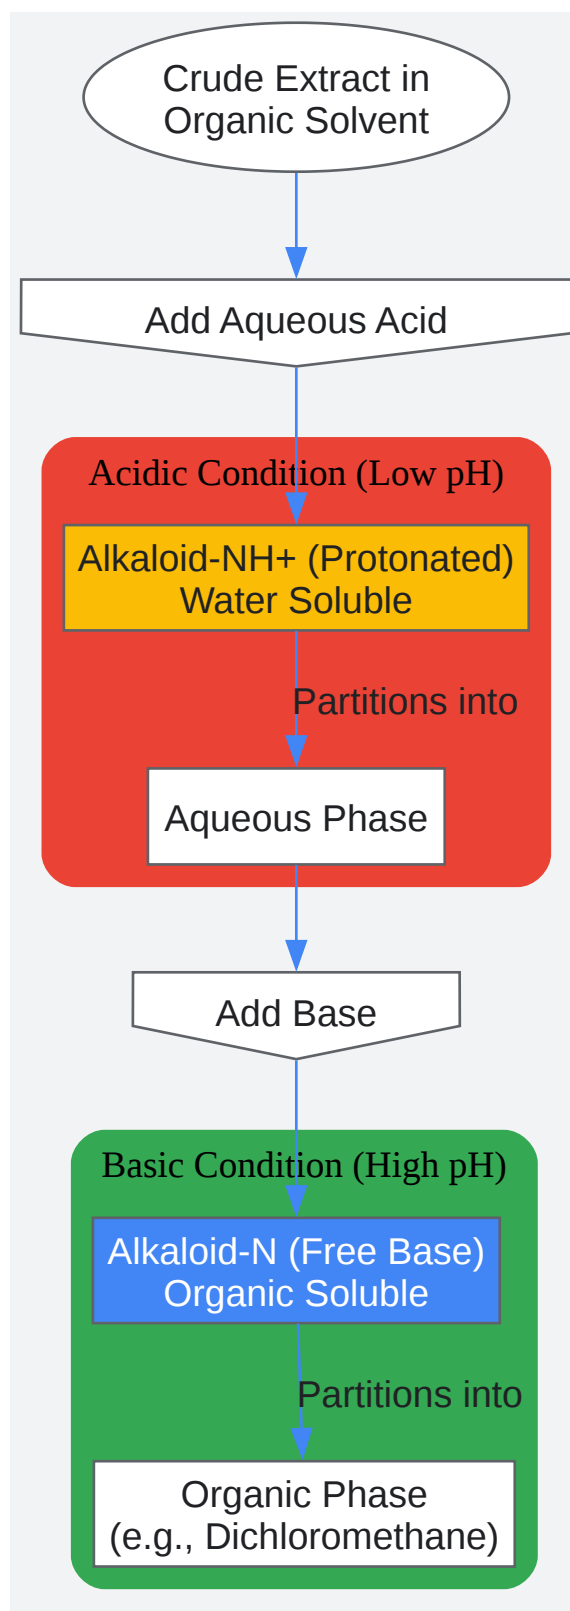 Crude Extract in
Organic Solvent
Add Aqueous Acid
Acidic Condition (Low pH)
Alkaloid-NH+ (Protonated)
Water Soluble
Partitions into
Aqueous Phase
Add Base
Basic Condition (High pH)
Alkaloid-N (Free Base)
Organic Soluble
Partitions into
Organic Phase
(e.g., Dichloromethane)